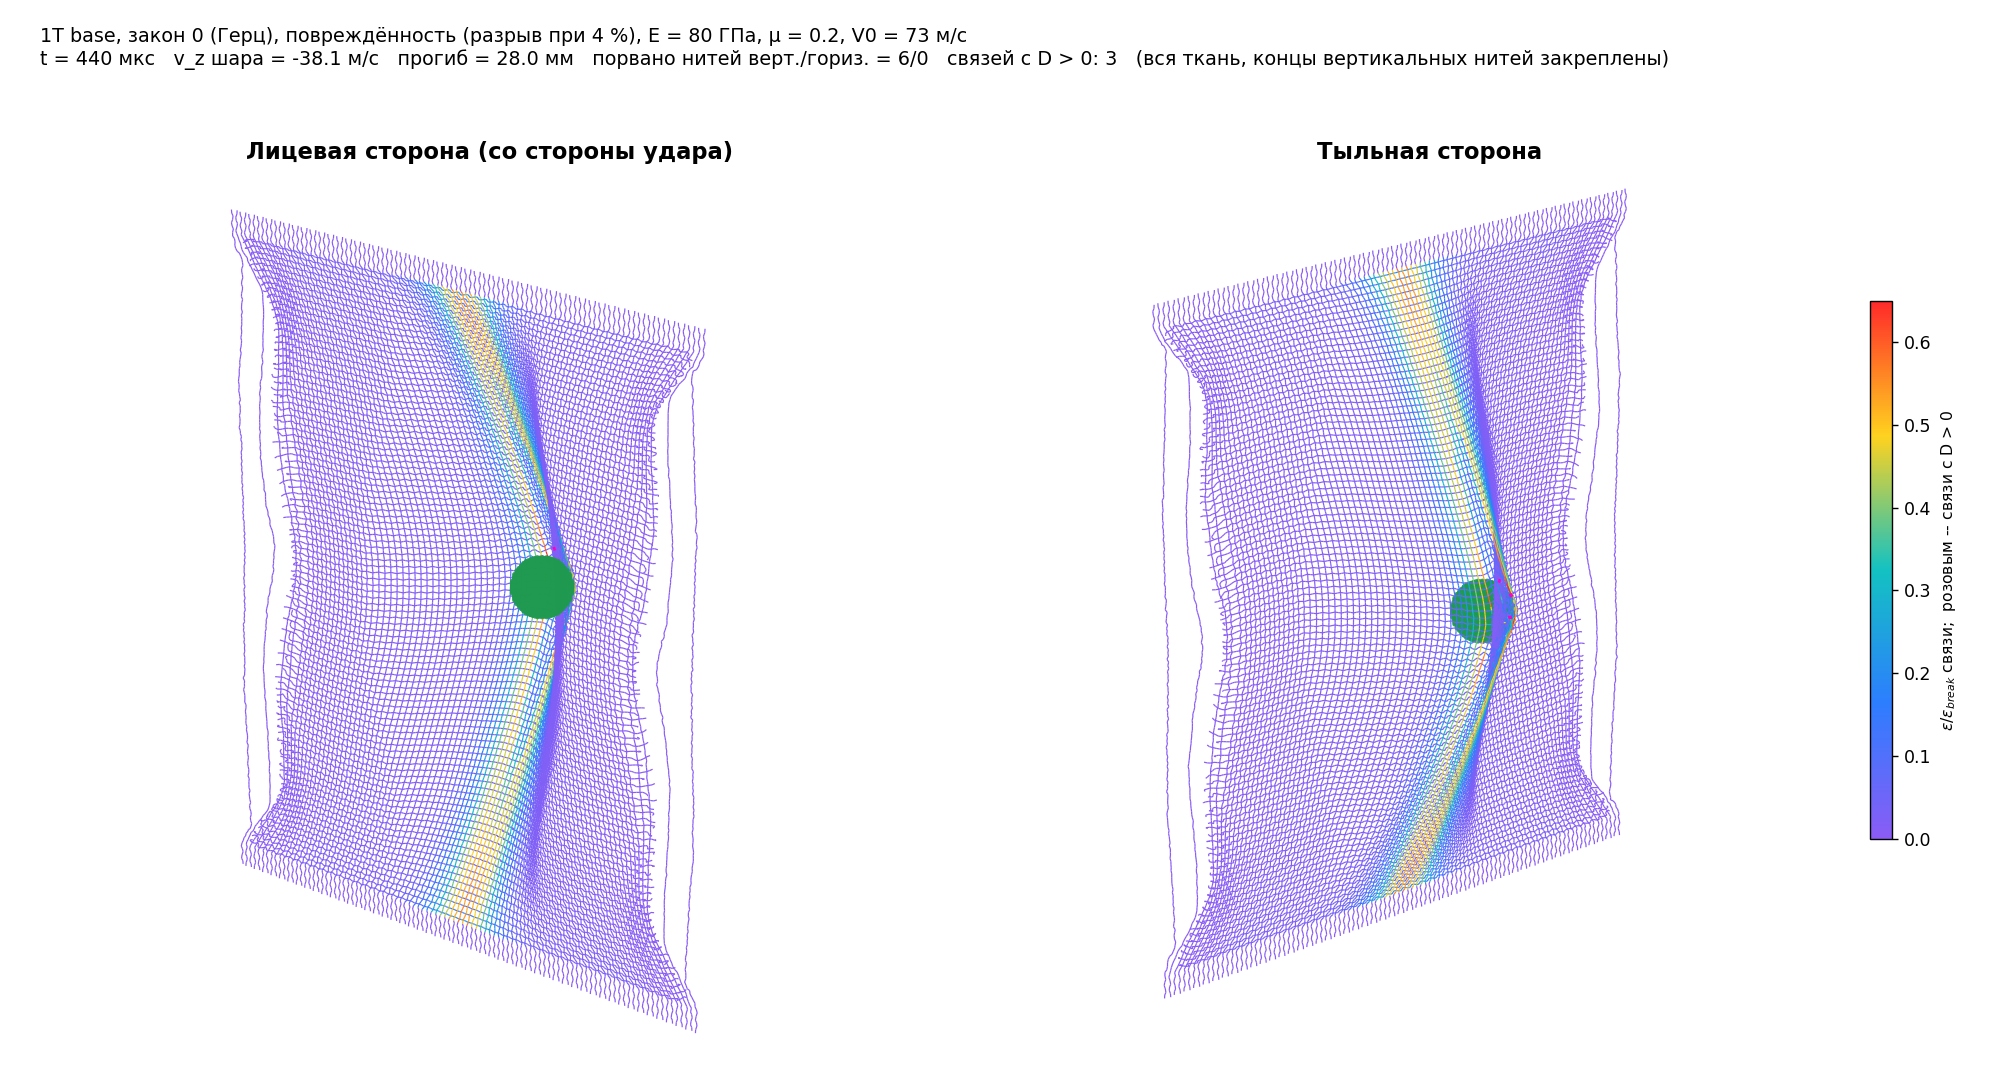 1T base, закон 0 (Герц), повреждённость (разрыв при 4 %), E = 80 ГПа, μ = 0.2, V0 = 73 м/с
t = 440 мкс   v_z шара = -38.1 м/с   прогиб = 28.0 мм   порвано нитей верт./гориз. = 6/0   связей с D > 0: 3   (вся ткань, концы вертикальных нитей закреплены)
Лицевая сторона (со стороны удара)
Тыльная сторона
0.6
0.5
0.4
0.3
0.2
0.1
0.0
ε/ε_break связи;  розовым -- связи с D > 0